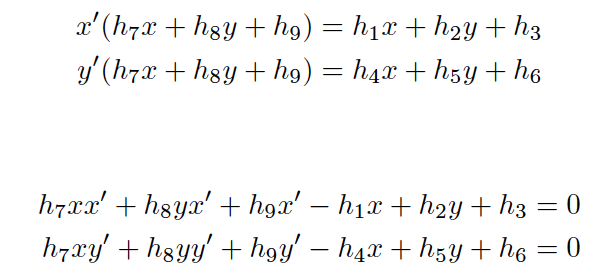 x′(h₇x + h₈y + h₉) = h₁x + h₂y + h₃
y′(h₇x + h₈y + h₉) = h₄x + h₅y + h₆
h₇xx′ + h₈yx′ + h₉x′ − h₁x + h₂y + h₃ = 0
h₇xy′ + h₈yy′ + h₉y′ − h₄x + h₅y + h₆ = 0